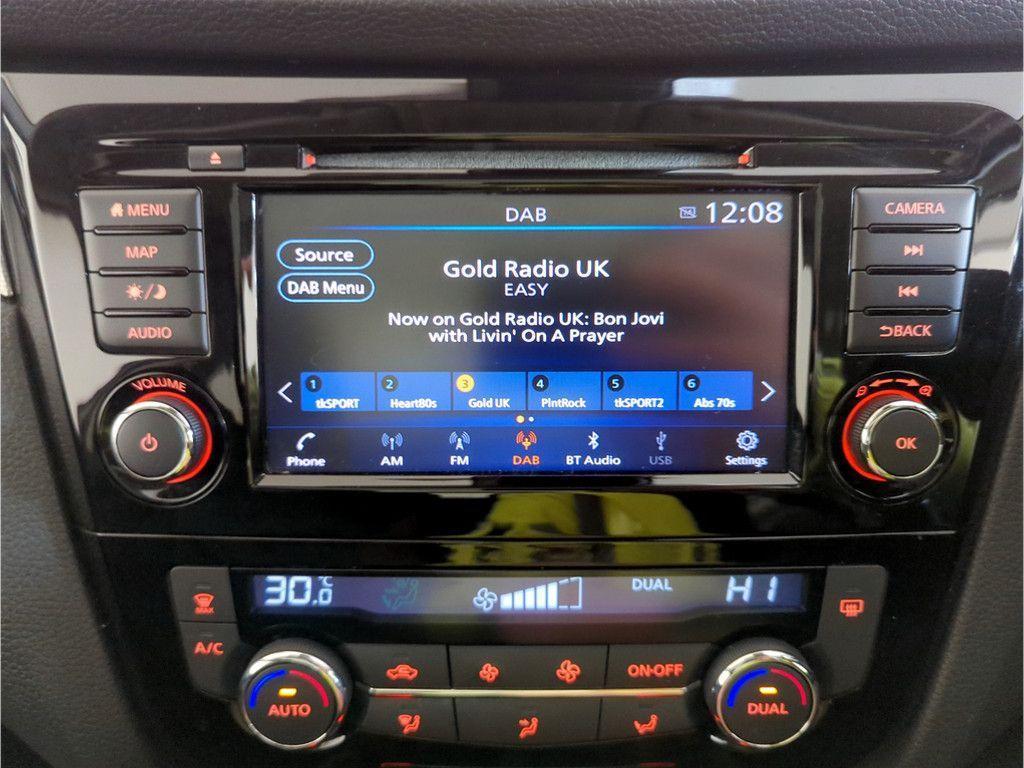 MENU
MAP
AUDIO
VOLUME
DAB
12:08
Source
DAB Menu
Gold Radio UK
EASY
Now on Gold Radio UK: Bon Jovi
with Livin' On A Prayer
1
2
3
4
5
6
tkSPORT
Heart80s
Gold UK
PlntRock
tkSPORT2
Abs 70s
Phone
AM
FM
DAB
BT Audio
USB
Settings
CAMERA
BACK
OK
30.0
°C
DUAL
HI
MAX
A/C
AUTO
ON·OFF
DUAL